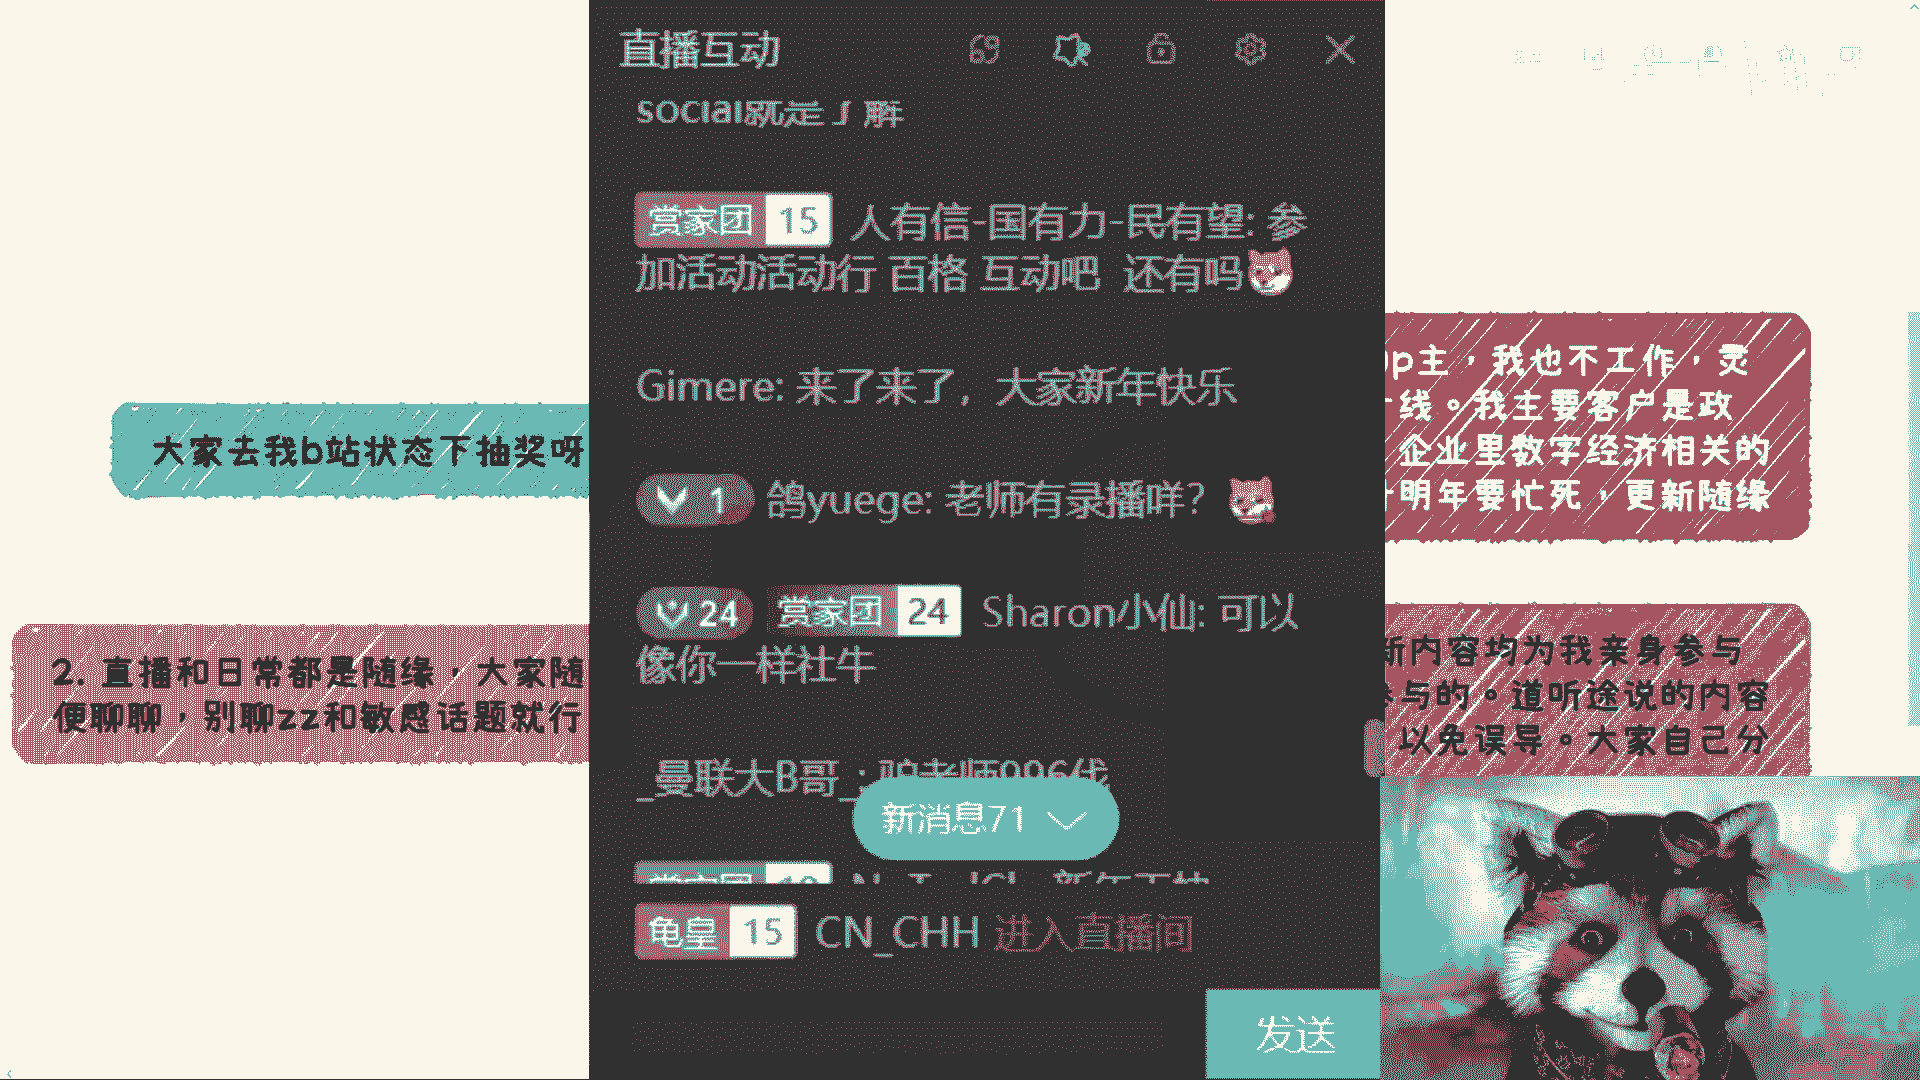 大家去我b站状态下抽奖呀
2. 直播和日常都是随缘，大家随
便聊聊，别聊zz和敏感话题就行
直播互动
69
social就是了解
赏家团 15 人有信-国有力-民有望: 参
加活动活动行 百格 互动吧 还有吗
Gimere: 来了来了，大家新年快乐
1 鸽yuege: 老师有录播咩？
24 赏家团 24 Sharon小仙: 可以
像你一样社牛
_曼联大B哥_: 老师996
新消息71
赏家团
龟皇 15 CN_CHH 进入直播间
发送
p主，我也不工作，灵
线。我主要客户是政
企业里数字经济相关的
明年要忙死，更新随缘
新内容均为我亲身参与
参与的。道听途说的内容
以免误导。大家自己分